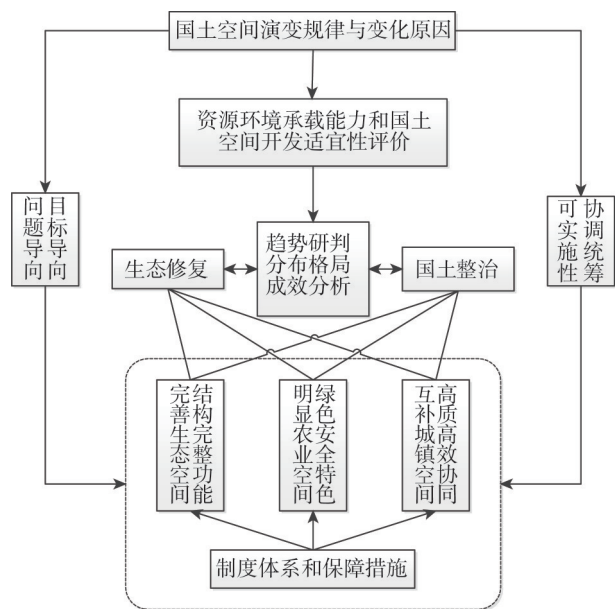 国土空间演变规律与变化原因
资源环境承载能力和国土
空间开发适宜性评价
目标导向
问题导向
生态修复
趋势研判
分布格局
成效分析
国土整治
协调统筹
可实施性
结构完整功能
完善生态空间
绿色安全特色
明显农业空间
高质高效协同
互补城镇空间
制度体系和保障措施